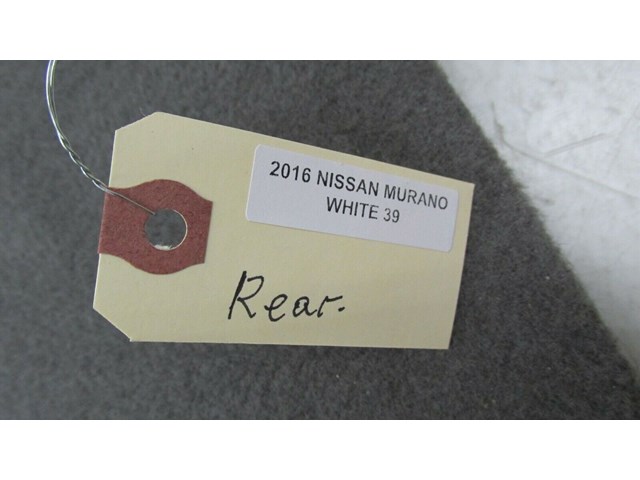 2016 NISSAN MURANO
WHITE 39
Rear.